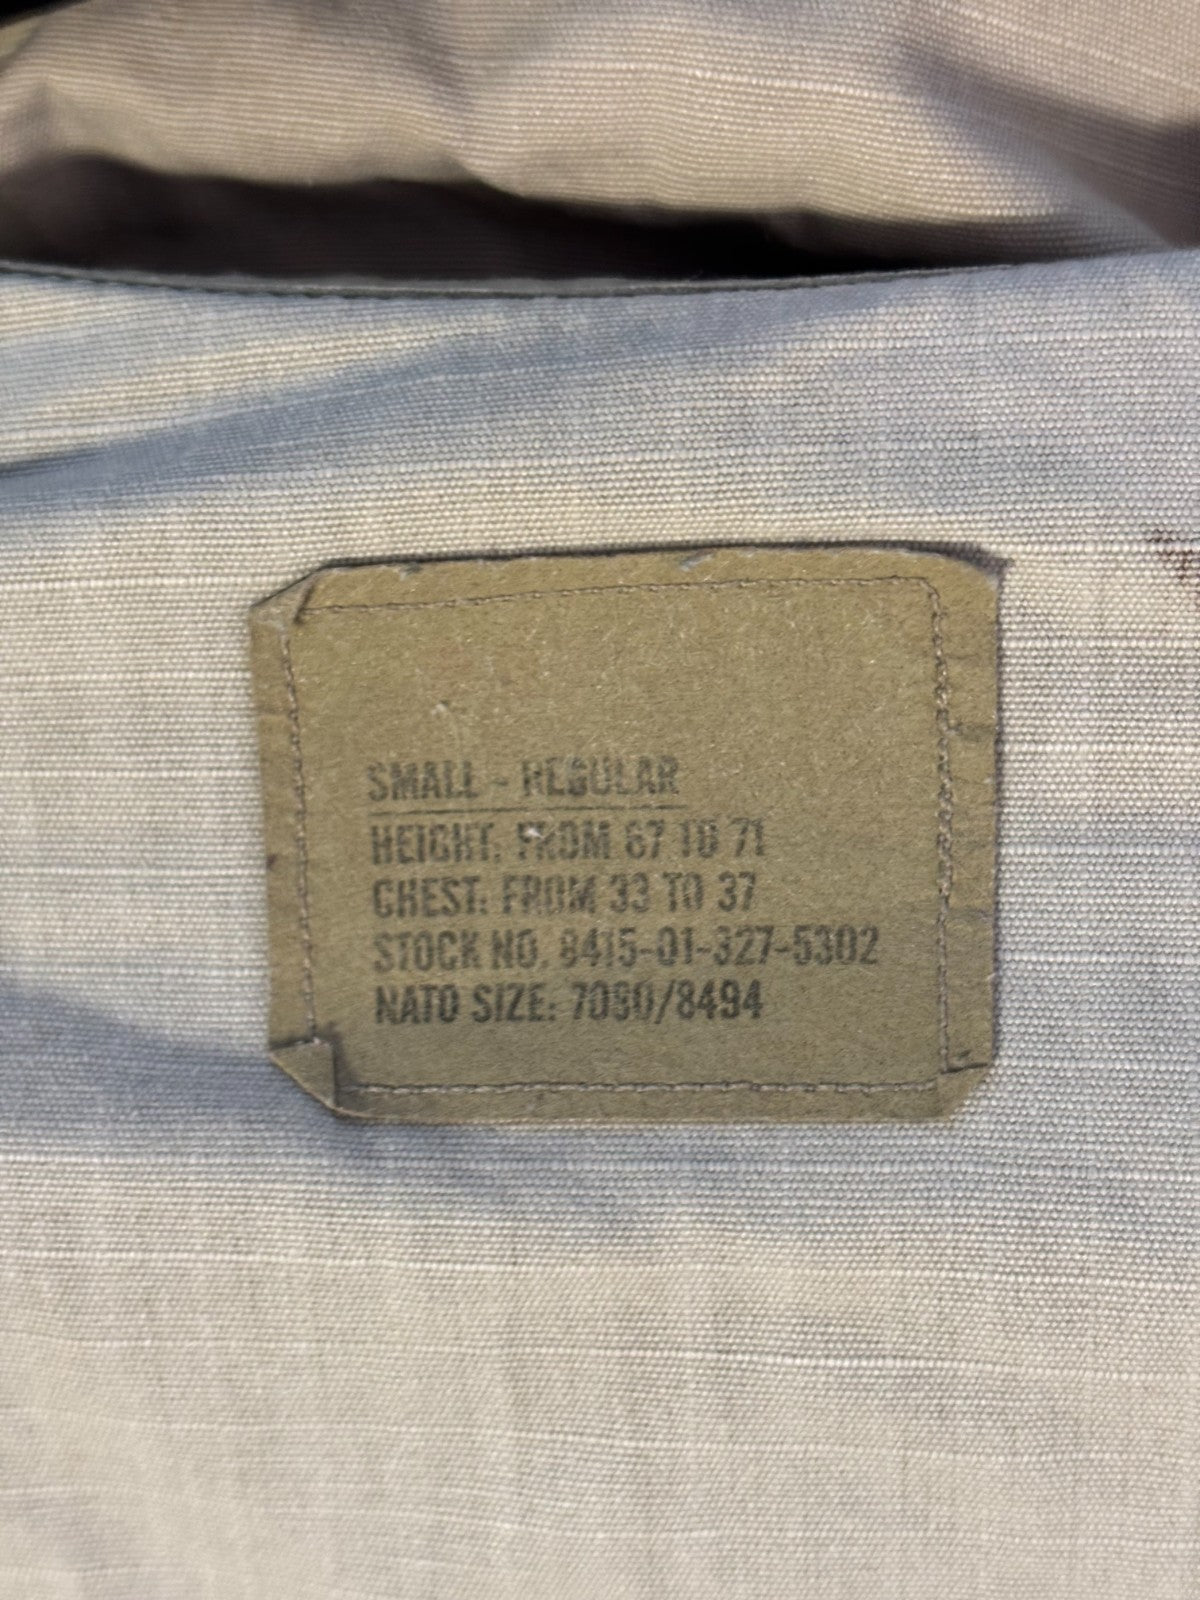 SMALL - REGULAR
HEIGHT: FROM 67 TO 71
CHEST: FROM 33 TO 37
STOCK NO. 8415-01-327-5302
NATO SIZE: 7080/8494